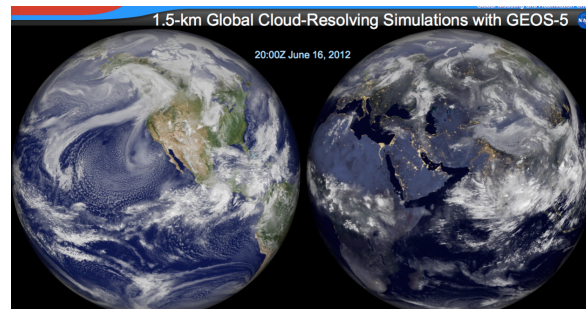 1.5-km Global Cloud-Resolving Simulations with GEOS-5
20:00Z June 16, 2012